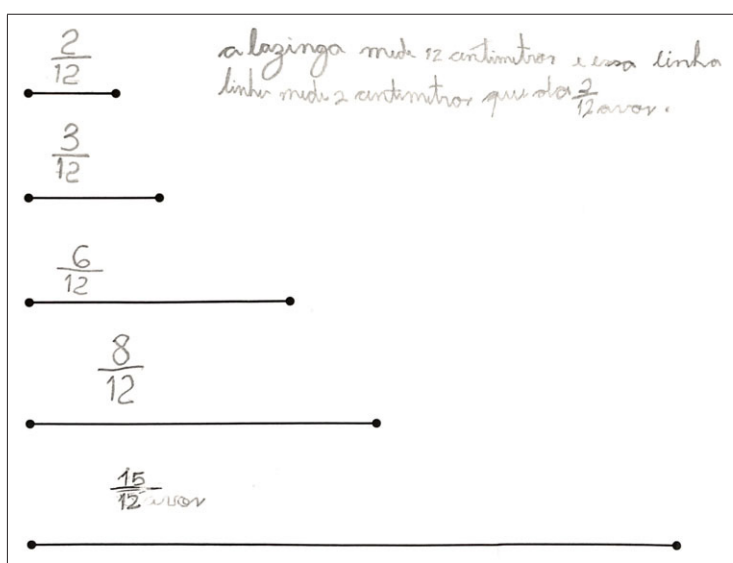 2/12
a lazinga mede 12 centimetros e essa linha
linha mede 2 centimetros que da 2/12 avos.
3/12
6/12
8/12
15/12 avos